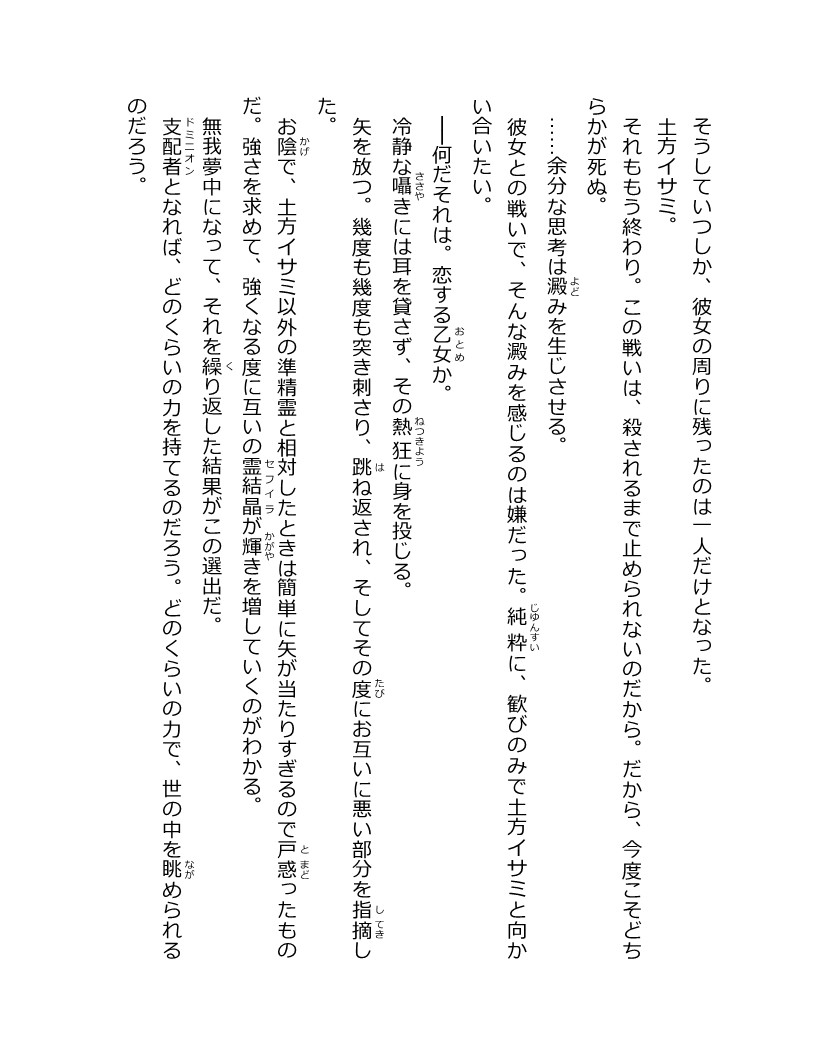 そうしていつしか、彼女の周りに残ったのは一人だけとなった。
土方イサミ。
それももう終わり。この戦いは、殺されるまで止められないのだから。だから、今度こそどち
らかが死ぬ。
……余分な思考は澱みを生じさせる。
彼女との戦いで、そんな澱みを感じるのは嫌だった。純粋に、歓びのみで土方イサミと向か
い合いたい。
──何だそれは。恋する乙女か。
冷静な囁きには耳を貸さず、その熱狂に身を投じる。
矢を放つ。幾度も幾度も突き刺さり、跳ね返され、そしてその度にお互いに悪い部分を指摘し
た。
お陰で、土方イサミ以外の準精霊と相対したときは簡単に矢が当たりすぎるので戸惑ったもの
だ。強さを求めて、強くなる度に互いの霊結晶が輝きを増していくのがわかる。
無我夢中になって、それを繰り返した結果がこの選出だ。
支配者となれば、どのくらいの力を持てるのだろう。どのくらいの力で、世の中を眺められる
のだろう。